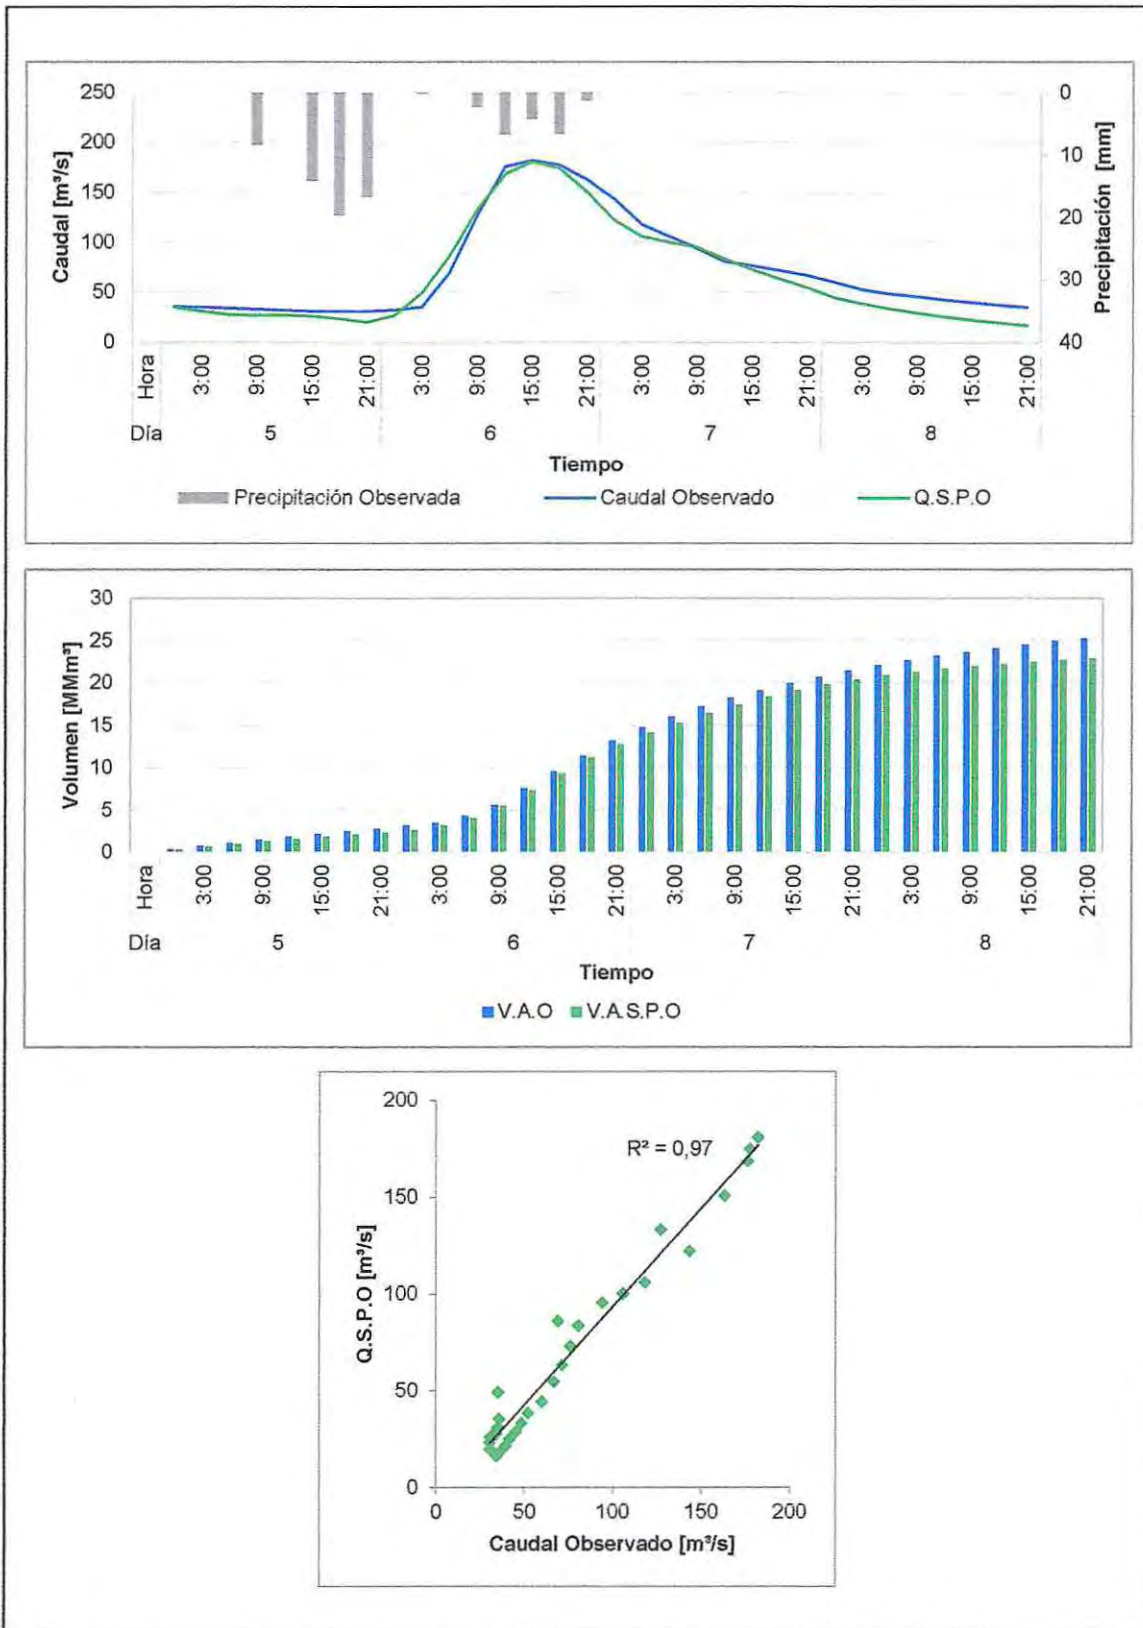 250
200
150
100
50
0
Caudal [m³/s]
0
10
20
30
40
Precipitación [mm]
Hora 3:00 9:00 15:00 21:00 3:00 9:00 15:00 21:00 3:00 9:00 15:00 21:00 3:00 9:00 15:00 21:00
Día 5 6 7 8
Tiempo
Precipitación Observada Caudal Observado Q.S.P.O
30
25
20
15
10
5
0
Volumen [MMm³]
Hora 3:00 9:00 15:00 21:00 3:00 9:00 15:00 21:00 3:00 9:00 15:00 21:00 3:00 9:00 15:00 21:00
Día 5 6 7 8
Tiempo
V.A.O V.A.S.P.O
200
150
100
50
0
Q.S.P.O [m³/s]
R² = 0,97
0 50 100 150 200
Caudal Observado [m³/s]